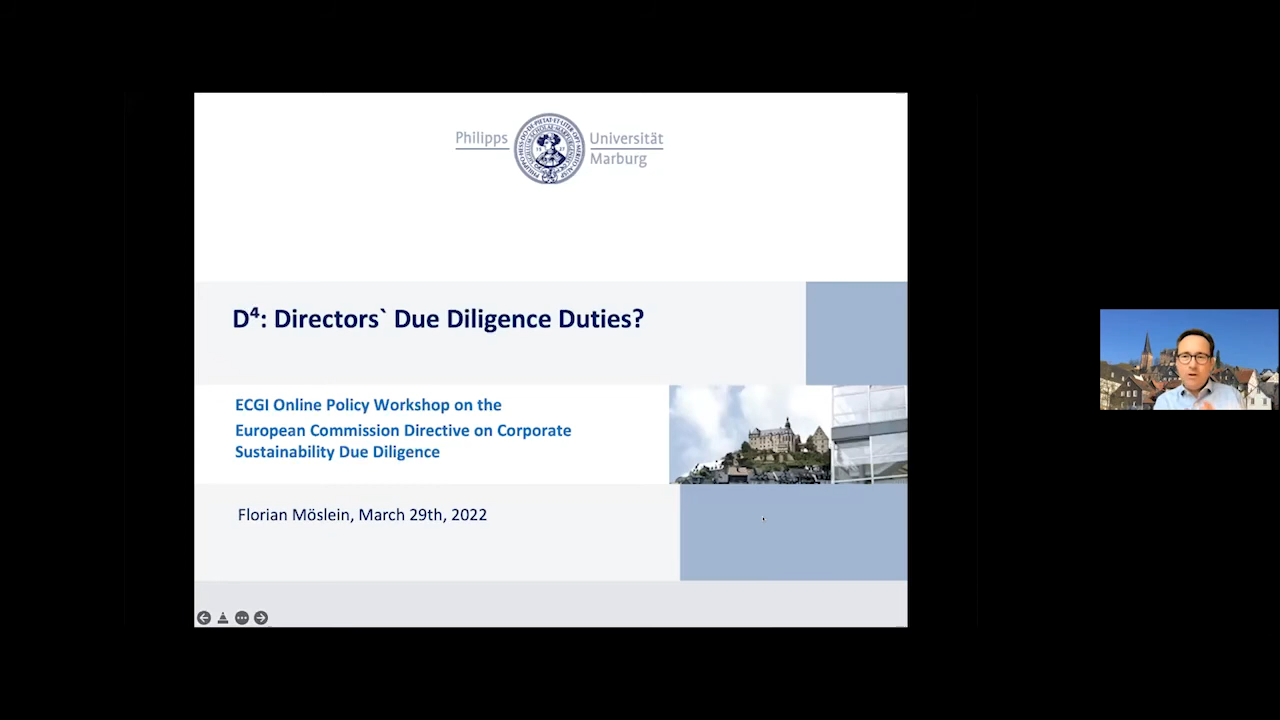 Philipps
Universität
Marburg
D⁴: Directors` Due Diligence Duties?
ECGI Online Policy Workshop on the
European Commission Directive on Corporate
Sustainability Due Diligence
Florian Möslein, March 29th, 2022